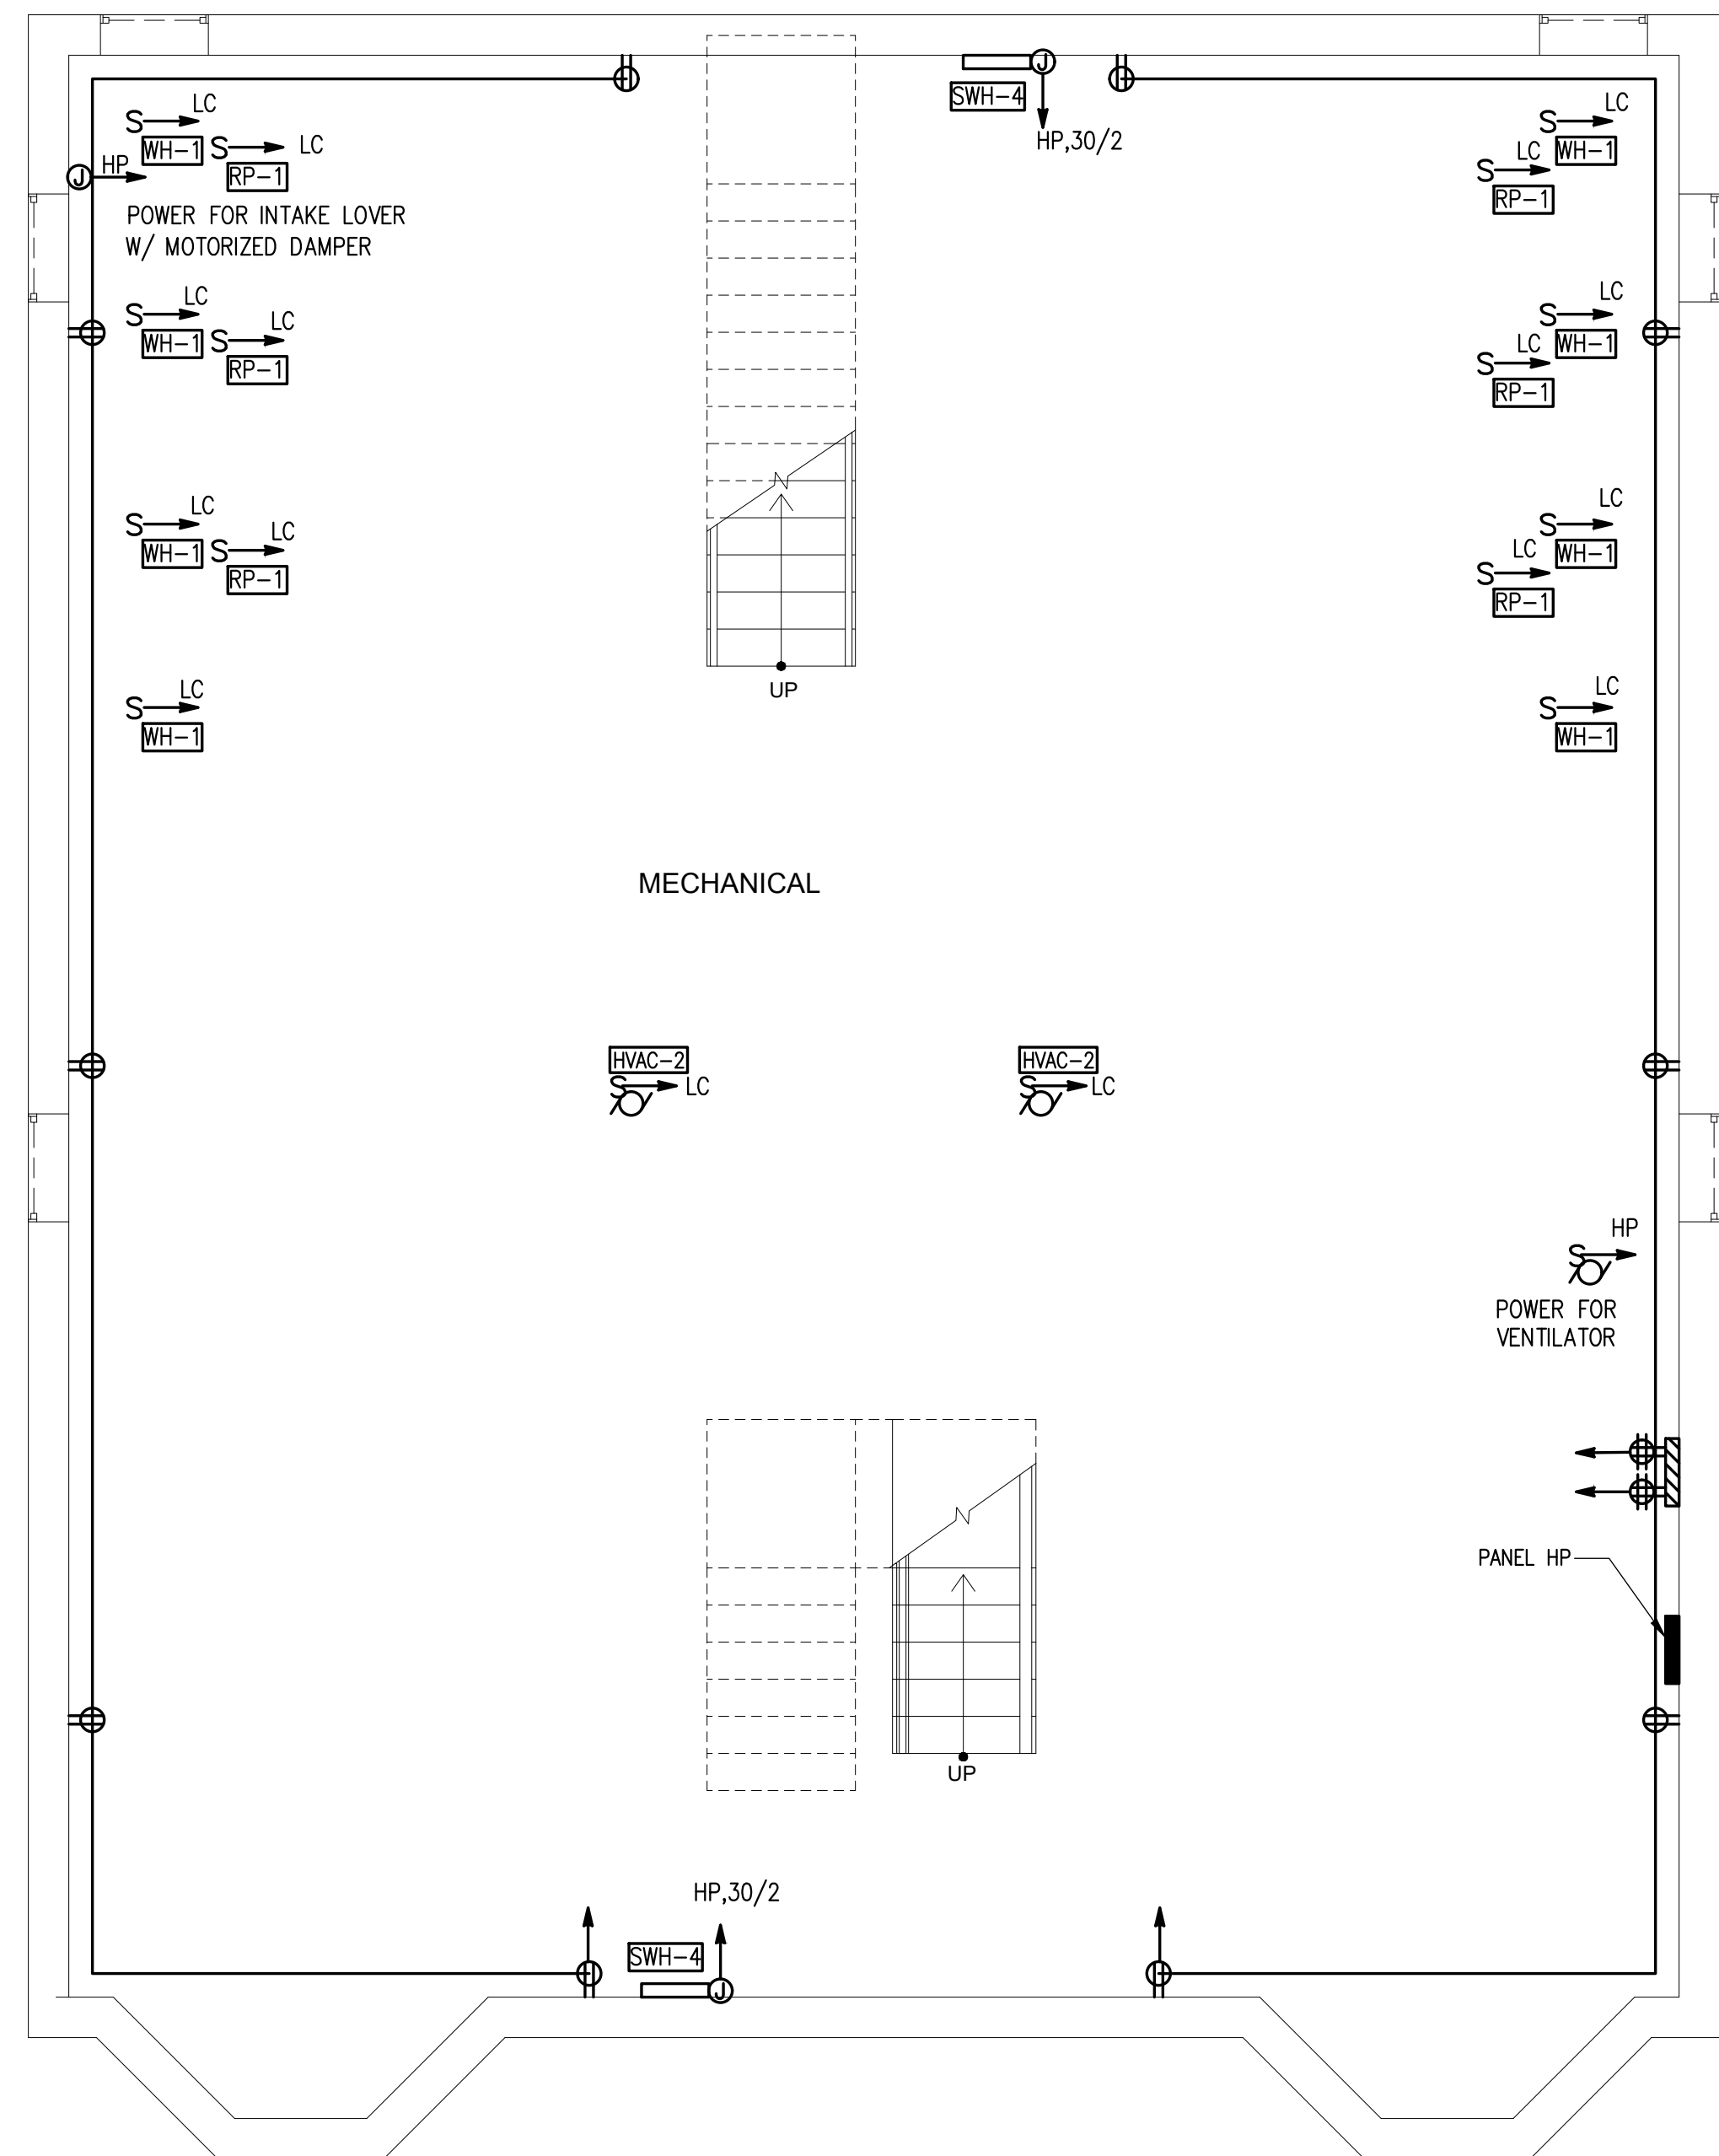 J
SWH-4
HP,30/2
S LC
WH-1
S LC
RP-1
J HP
POWER FOR INTAKE LOVER
W/ MOTORIZED DAMPER
S LC
WH-1
S LC
RP-1
S LC
WH-1
S LC
RP-1
S LC
WH-1
S LC
RP-1
S LC
WH-1
S LC
RP-1
S LC
WH-1
S LC
RP-1
UP
S LC
WH-1
S LC
WH-1
MECHANICAL
HVAC-2
S LC
HVAC-2
S LC
HP
S
POWER FOR
VENTILATOR
PANEL HP
UP
HP,30/2
SWH-4
J